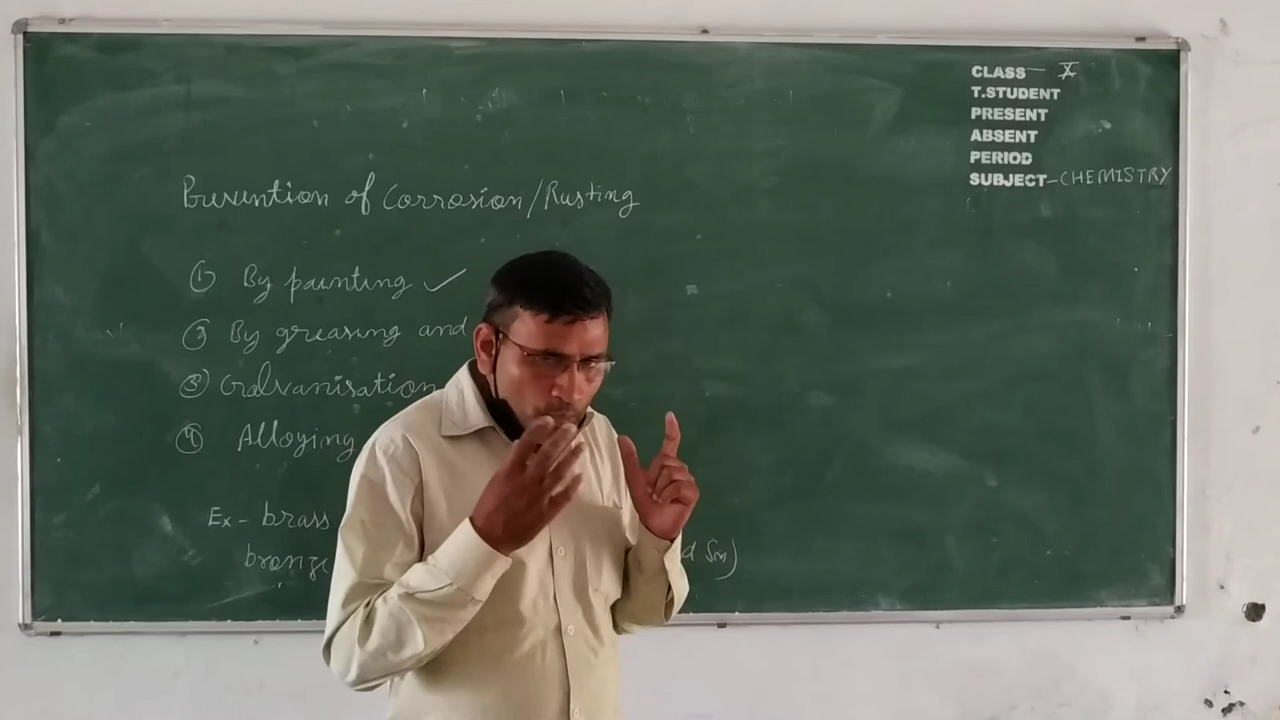 CLASS - X
T.STUDENT
PRESENT
ABSENT
PERIOD
SUBJECT - CHEMISTRY
Prevention of Corrosion/Rusting
① By painting ✓
② By greasing and
③ Galvanisation
④ Alloying
Ex- brass
bronze Sn)